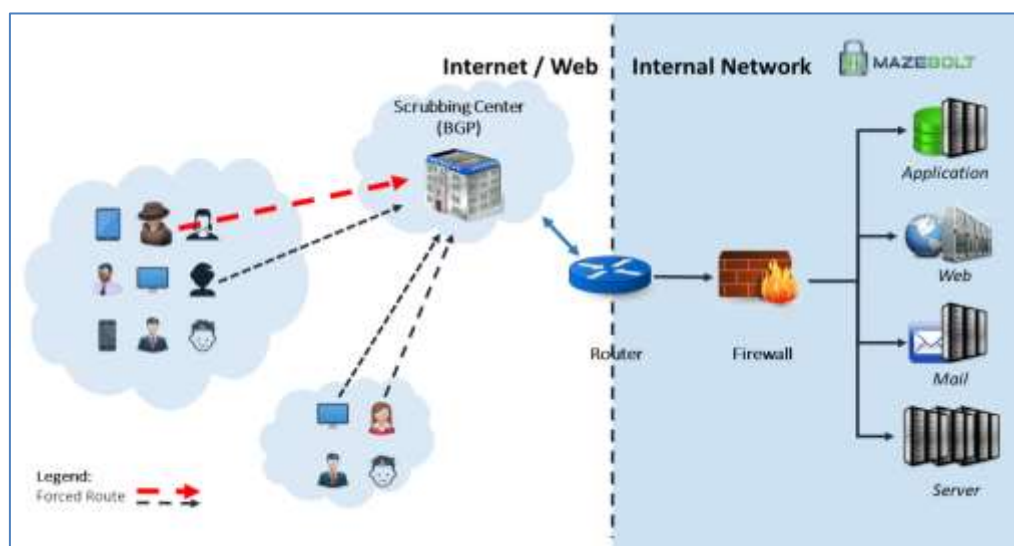 Internet / Web
Internal Network
MAZEBOLT
Scrubbing Center
(BGP)
Application
Web
Router
Firewall
Mail
Server
Legend:
Forced Route